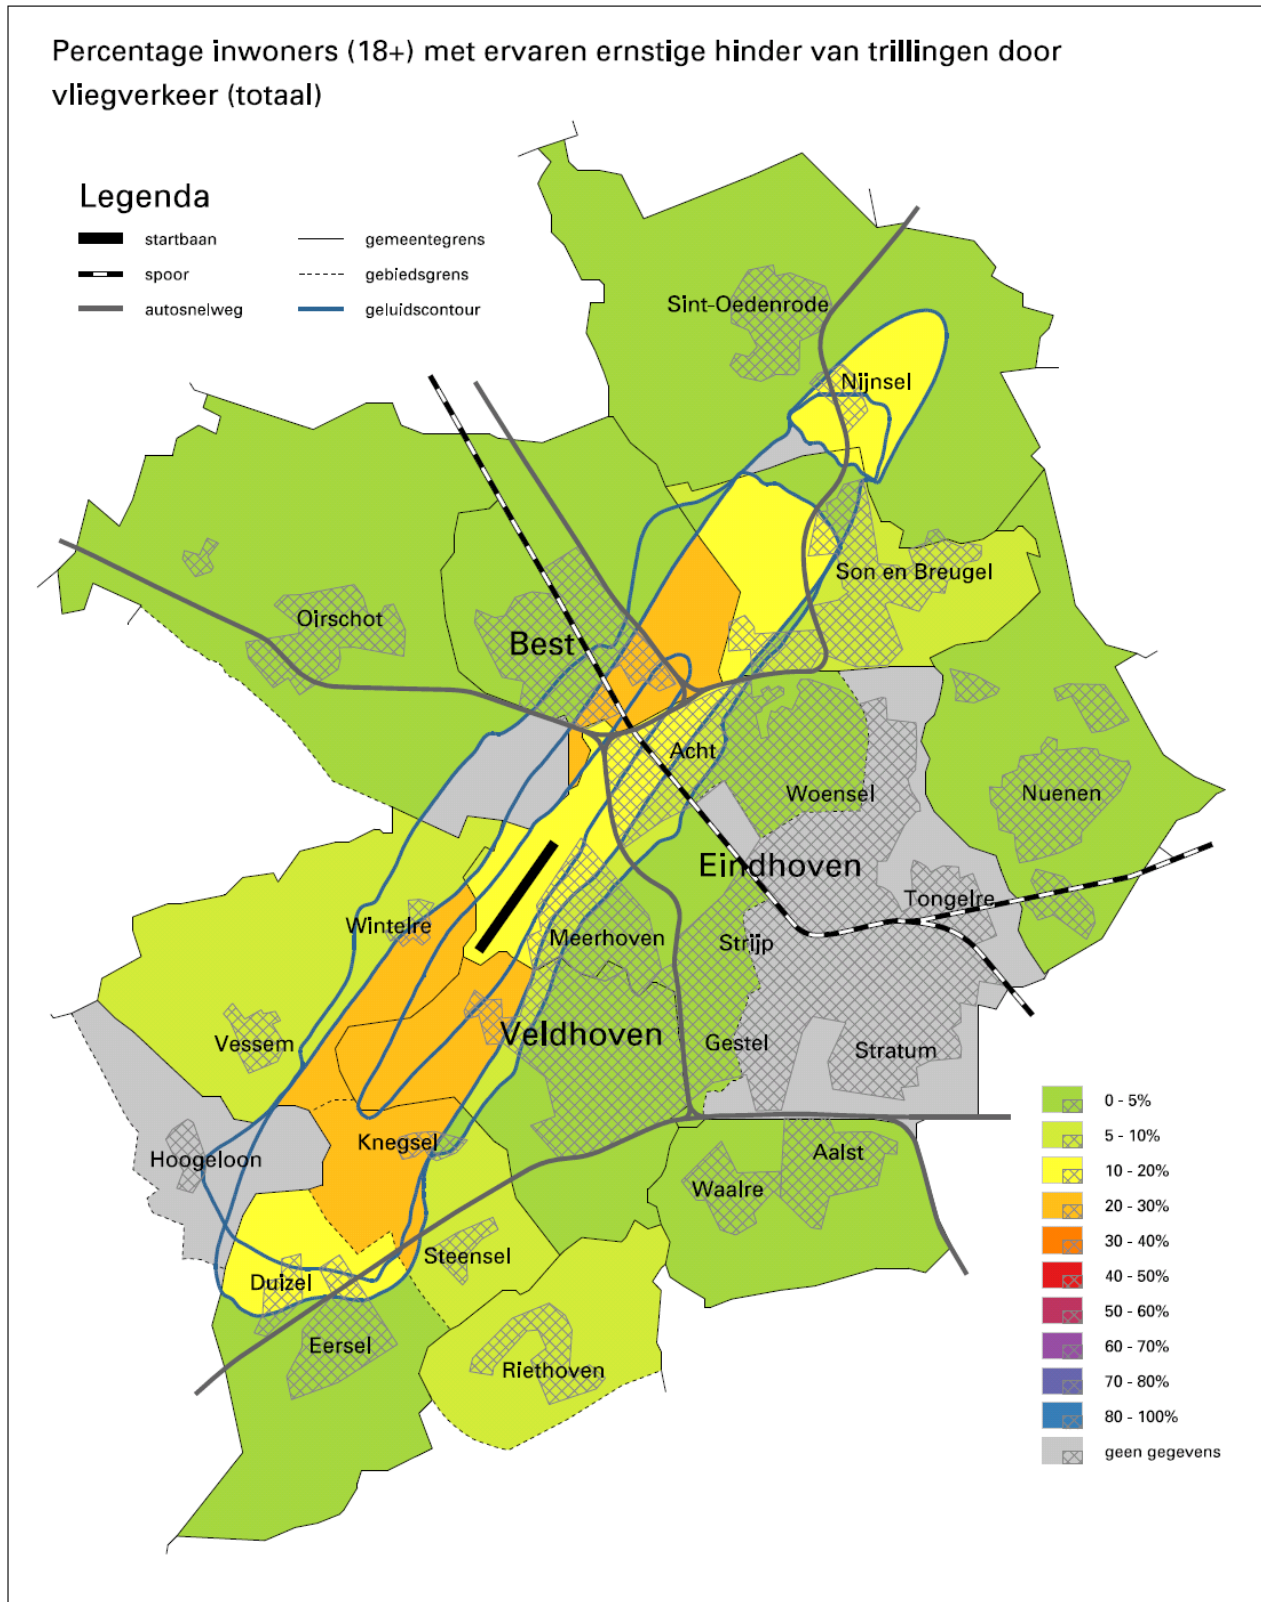 Percentage inwoners (18+) met ervaren ernstige hinder van trillingen door
vliegverkeer (totaal)
Legenda
startbaan
gemeentegrens
spoor
gebiedsgrens
autosnelweg
geluidscontour
Sint-Oedenrode
Nijnsel
Son en Breugel
Oirschot
Best
Acht
Woensel
Nuenen
Eindhoven
Tongelre
Wintelre
Meerhoven
Strijp
Veldhoven
Vessem
Gestel
Stratum
Knegsel
Hoogeloon
Aalst
Waalre
Steensel
Duizel
Eersel
Riethoven
0 - 5%
5 - 10%
10 - 20%
20 - 30%
30 - 40%
40 - 50%
50 - 60%
60 - 70%
70 - 80%
80 - 100%
geen gegevens